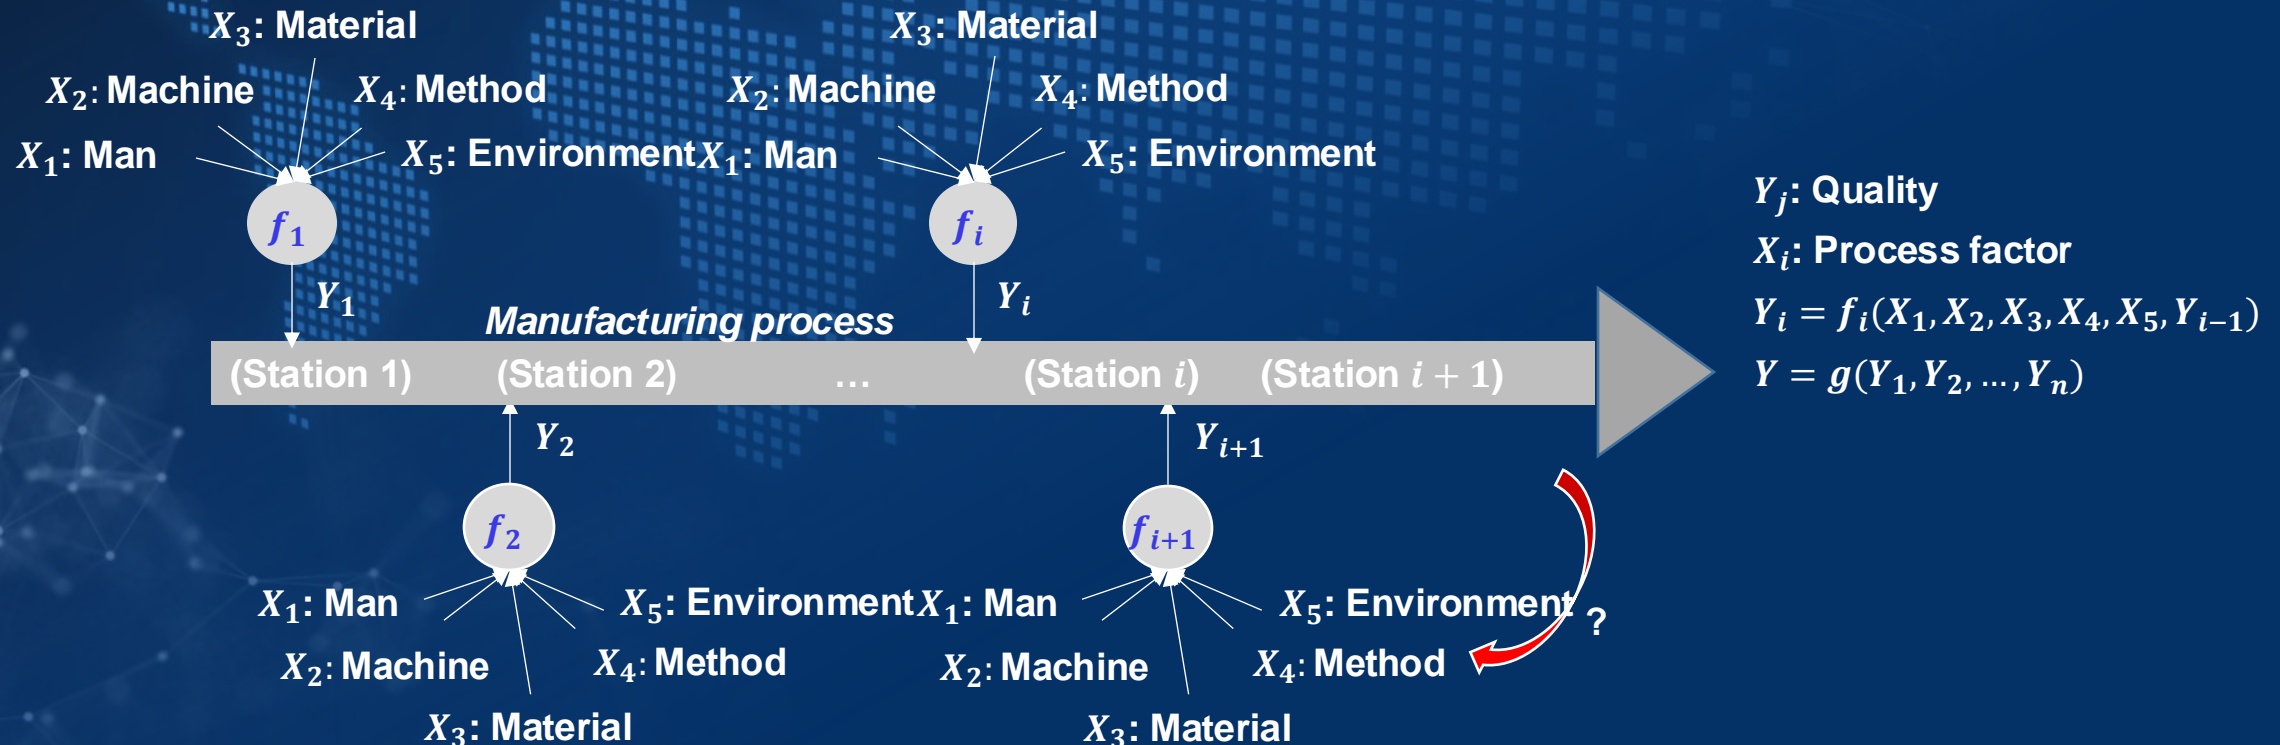 X₃: Material
X₂: Machine
X₄: Method
X₁: Man
X₅: Environment
f₁
Y₁
X₃: Material
X₂: Machine
X₄: Method
X₁: Man
X₅: Environment
fᵢ
Yᵢ
Manufacturing process
(Station 1) (Station 2) … (Station i) (Station i + 1)
Y₂
f₂
X₁: Man
X₅: Environment
X₂: Machine
X₄: Method
X₃: Material
Yᵢ₊₁
fᵢ₊₁
X₁: Man
X₅: Environment
?
X₂: Machine
X₄: Method
X₃: Material
Yⱼ: Quality
Xᵢ: Process factor
Yᵢ = fᵢ(X₁, X₂, X₃, X₄, X₅, Yᵢ₋₁)
Y = g(Y₁, Y₂, …, Yₙ)